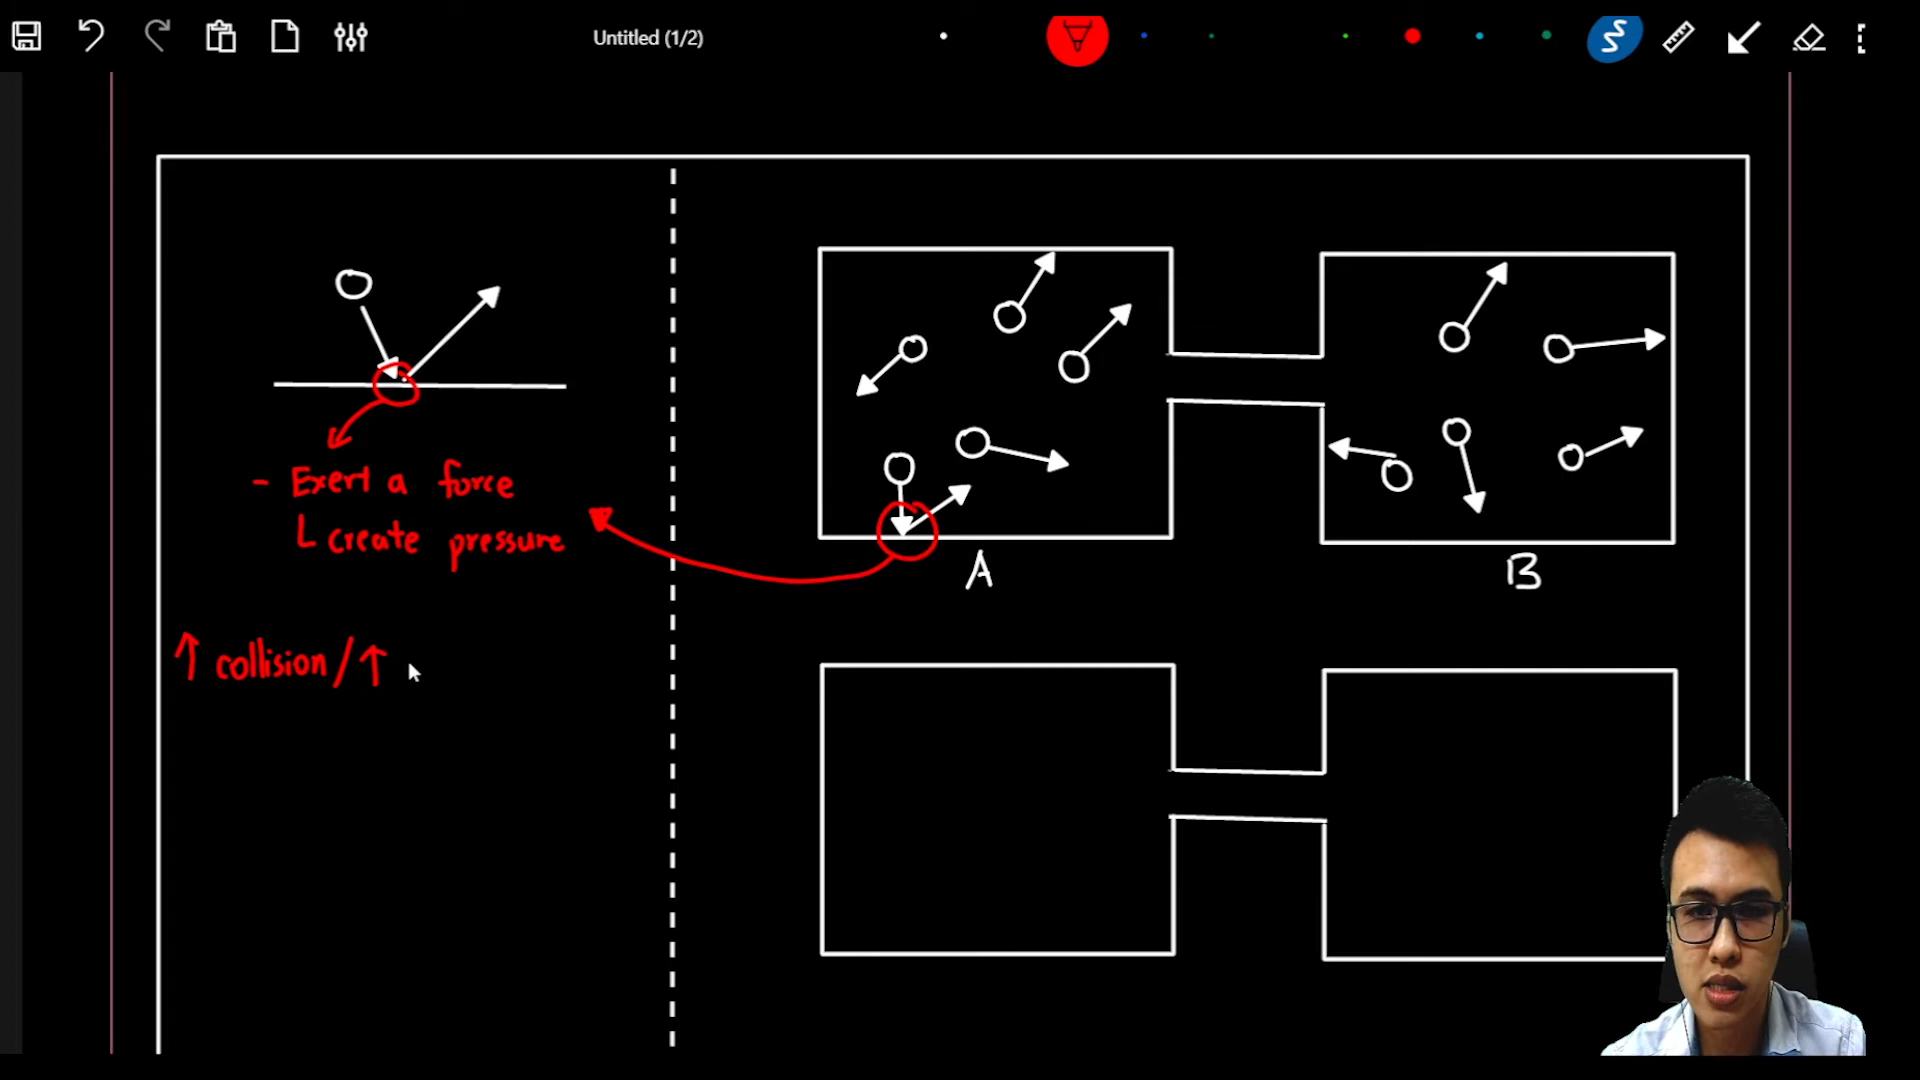 Untitled (1/2)
- Exert a force
L create pressure
A
B
↑ collision / ↑